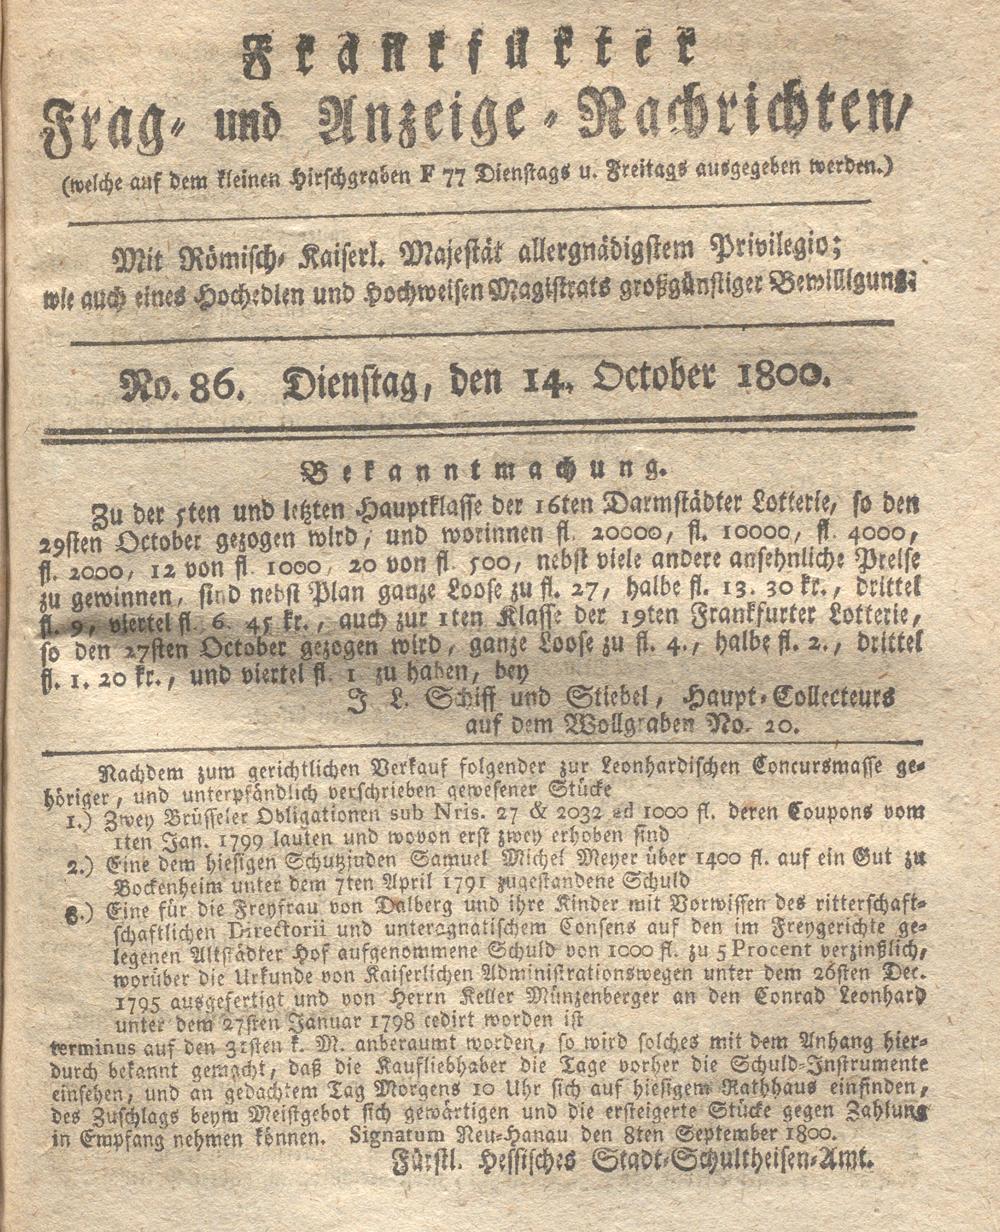 Frankfurter
Frag- und Anzeige-Nachrichten/
(welche auf dem kleinen Hirschgraben F 77 Dienstags u. Freitags ausgegeben werden.)
Mit Römisch-Kaiserl. Majestät allergnädigstem Privilegio;
wie auch eines Hochedlen und Hochweisen Magistrats großgünstiger Bewilligung:
No. 86. Dienstag, den 14. October 1800.
Bekanntmachung.
Zu der 5ten und letzten Hauptklasse der 16ten Darmstädter Lotterie, so den
29sten October gezogen wird, und worinnen fl. 20000, fl. 10000, fl. 4000,
fl. 2000, 12 von fl. 1000, 20 von fl. 500, nebst viele andere ansehnliche Preise
zu gewinnen, sind nebst Plan ganze Loose zu fl. 27, halbe fl. 13. 30 kr., drittel
fl. 9, viertel fl. 6. 45 kr., auch zur 1ten Klasse der 19ten Frankfurter Lotterie,
so den 27sten October gezogen wird, ganze Loose zu fl. 4., halbe fl. 2., drittel
fl. 1. 20 kr., und viertel fl. 1 zu haben, bey
J. L. Schiff und Stiebel, Haupt-Collecteurs
auf dem Wollgraben No. 20.
Nachdem zum gerichtlichen Verkauf folgender zur Leonhardischen Concursmasse ge-
höriger, und unterpfändlich verschrieben gewesener Stücke
1.) Zwey Brüsseler Obligationen sub Nris. 27 & 2032 ad 1000 fl. deren Coupons vom
1ten Jan. 1799 lauten und wovon erst zwey erhoben sind
2.) Eine dem hiesigen Schutzjuden Samuel Michel Meyer über 1400 fl. auf ein Gut zu
Bockenheim unter dem 7ten April 1791 zugestandene Schuld
3.) Eine für die Freyfrau von Dalberg und ihre Kinder mit Vorwissen des ritterschaft-
schaftlichen Directorii und unteragnatischem Consens auf den im Freygerichte ge-
legenen Altstädter Hof aufgenommene Schuld von 1000 fl. zu 5 Procent verzinßlich,
worüber die Urkunde von Kaiserlichen Administrationswegen unter dem 26sten Dec.
1795 ausgefertigt und von Herrn Keller Münzenberger an den Conrad Leonhard
unter dem 27sten Januar 1798 cedirt worden ist
terminus auf den 31sten k. M. anberaumt worden, so wird solches mit dem Anhang hier-
durch bekannt gemacht, daß die Kaufliebhaber die Tage vorher die Schuld-Instrumente
einsehen, und an gedachtem Tag Morgens 10 Uhr sich auf hiesigem Rathhaus einfinden,
des Zuschlags beym Meistgebot sich gewärtigen und die ersteigerte Stücke gegen Zahlung
in Empfang nehmen können. Signatum Neu-Hanau den 8ten September 1800.
Fürstl. Hessisches Stadt-Schultheisen-Amt.